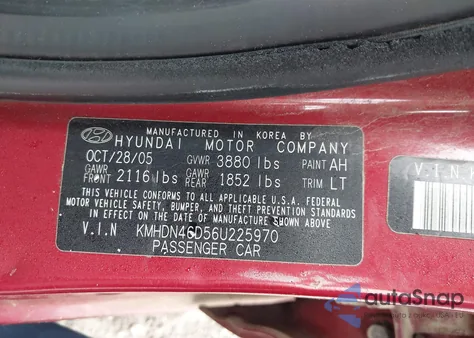 MANUFACTURED IN KOREA BY
HYUNDAI MOTOR COMPANY
OCT/28/05 GVWR 3880 lbs PAINT AH
GAWR FRONT 2116 lbs GAWR REAR 1852 lbs TRIM LT
THIS VEHICLE CONFORMS TO ALL APPLICABLE U.S.A. FEDERAL
MOTOR VEHICLE SAFETY, BUMPER, AND THEFT PREVENTION
STANDARDS IN EFFECT ON THE DATE OF MANUFACTURE
SHOWN ABOVE.
V.I.N KMHDN46D56U225970
PASSENGER CAR
V.I.N
autoSnap